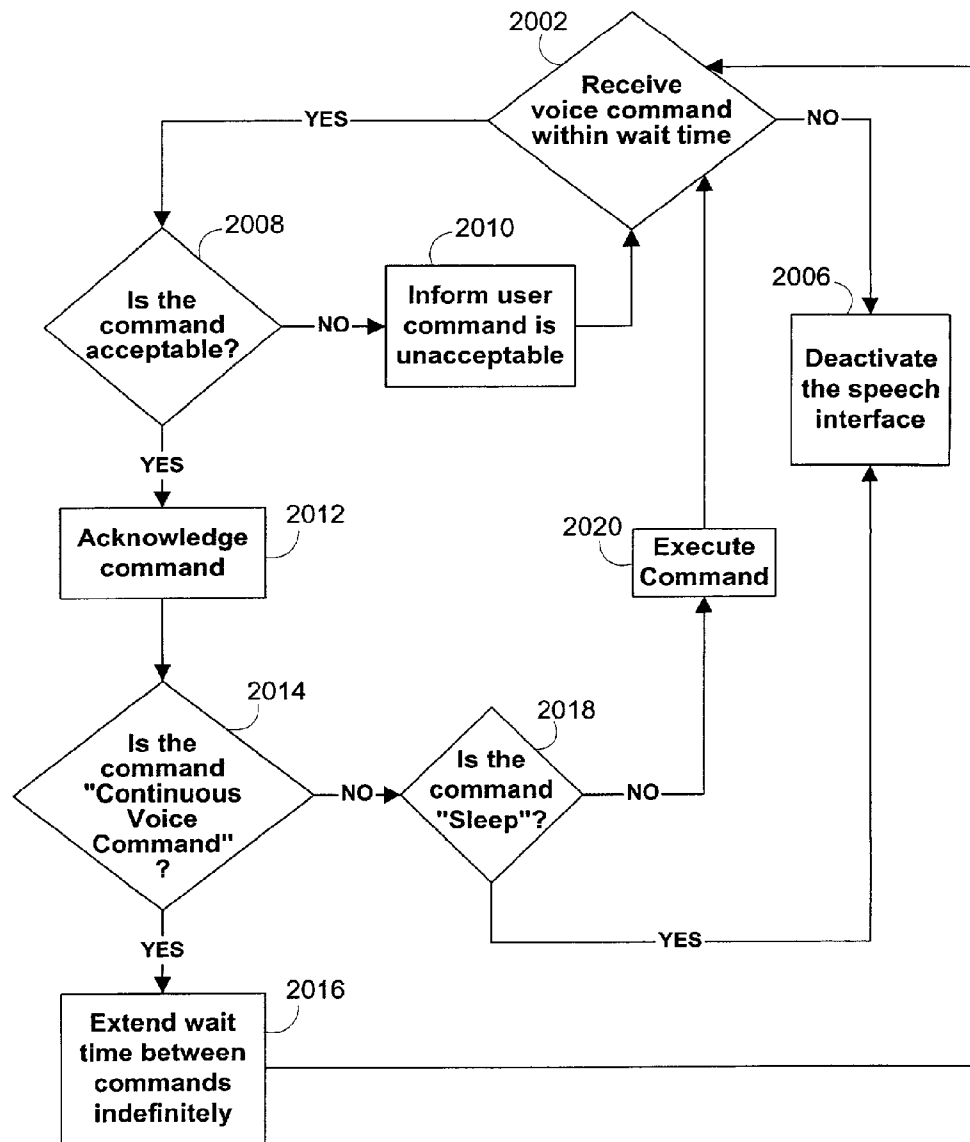 2002
Receive
voice command
within wait time
YES
NO
2008
Is the
command
acceptable?
NO
2010
Inform user
command is
unacceptable
2006
Deactivate
the speech
interface
YES
2012
Acknowledge
command
2020
Execute
Command
2014
Is the
command
"Continuous
Voice
Command"
?
NO
2018
Is the
command
"Sleep"?
NO
YES
YES
2016
Extend wait
time between
commands
indefinitely